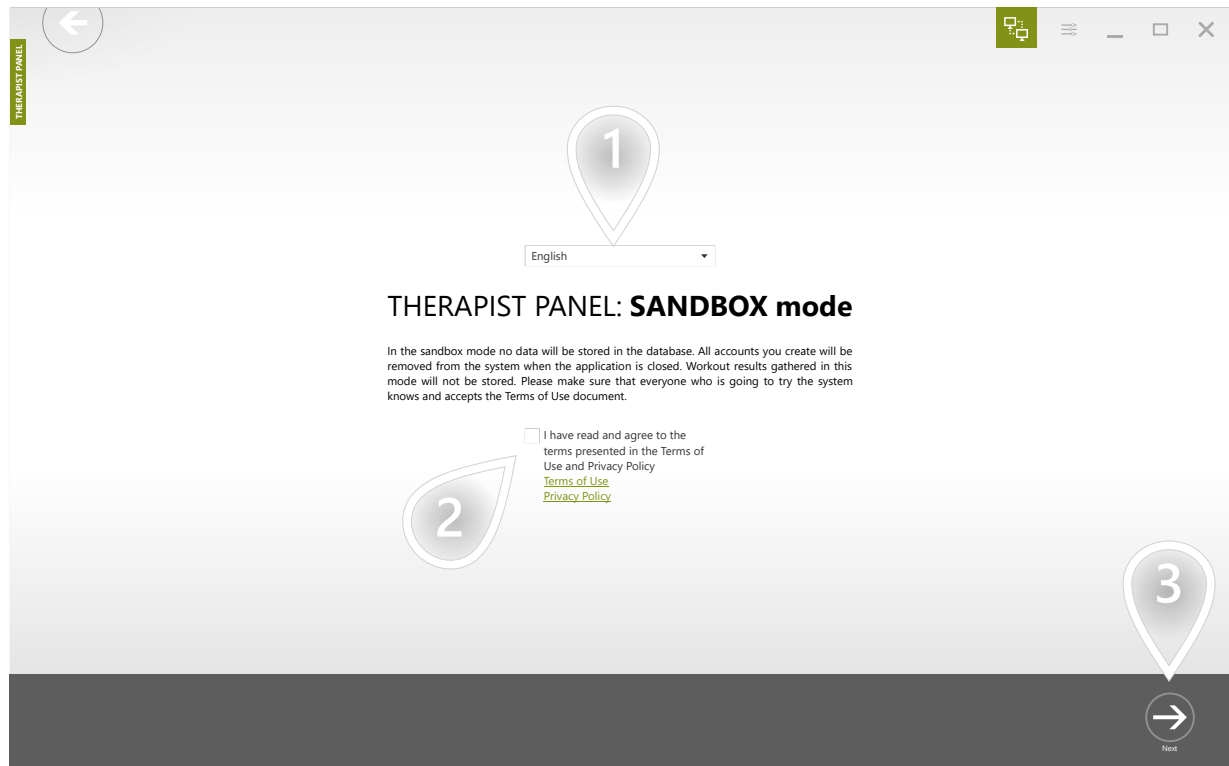 THERAPIST PANEL
1
English
THERAPIST PANEL: SANDBOX mode
In the sandbox mode no data will be stored in the database. All accounts you create will be
removed from the system when the application is closed. Workout results gathered in this
mode will not be stored. Please make sure that everyone who is going to try the system
knows and accepts the Terms of Use document.
I have read and agree to the
terms presented in the Terms of
Use and Privacy Policy
Terms of Use
Privacy Policy
2
3
Next